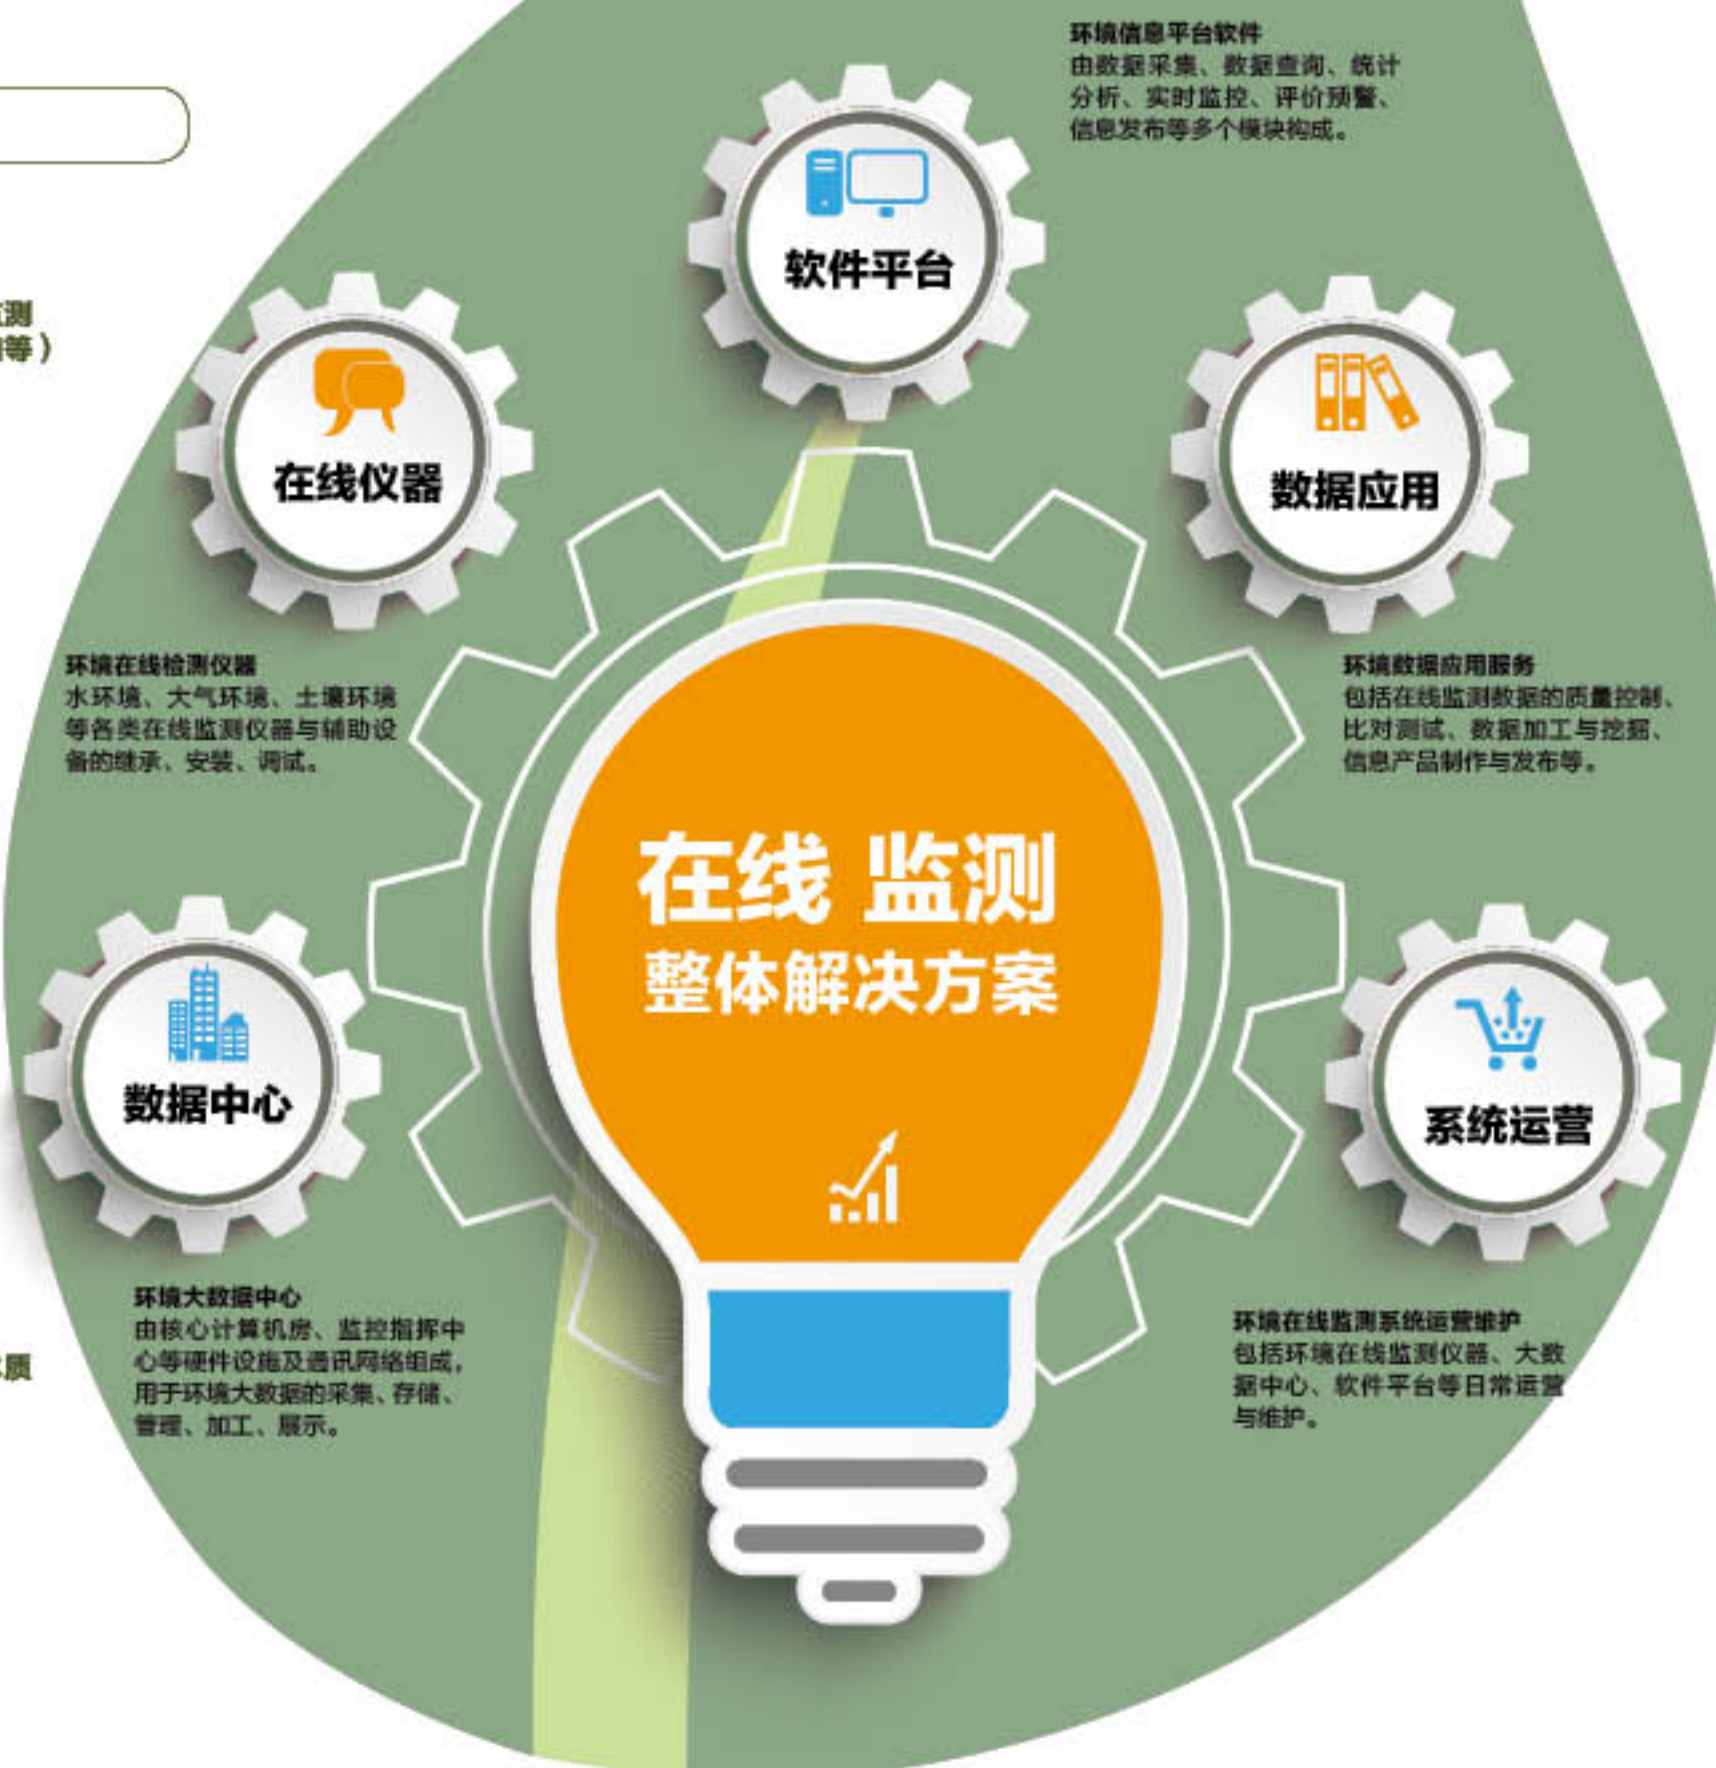 环境信息平台软件
由数据采集、数据查询、统计
分析、实时监控、评价预警、
信息发布等多个模块构成。
软件平台
测
等）
在线仪器
数据应用
环境在线检测仪器
水环境、大气环境、土壤环境
等各类在线监测仪器与辅助设
备的继承、安装、调试。
环境数据应用服务
包括在线监测数据的质量控制、
比对测试、数据加工与挖掘、
信息产品制作与发布等。
在线 监测
整体解决方案
数据中心
系统运营
环境大数据中心
由核心计算机房、监控指挥中
心等硬件设施及通讯网络组成，
用于环境大数据的采集、存储、
管理、加工、展示。
质
环境在线监测系统运营维护
包括环境在线监测仪器、大数
据中心、软件平台等日常运营
与维护。